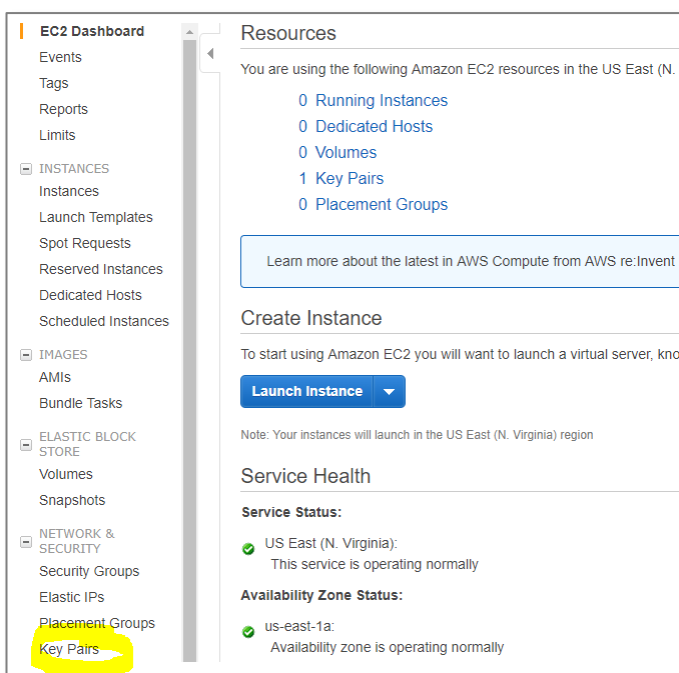 EC2 Dashboard
Events
Tags
Reports
Limits
INSTANCES
Instances
Launch Templates
Spot Requests
Reserved Instances
Dedicated Hosts
Scheduled Instances
IMAGES
AMIs
Bundle Tasks
ELASTIC BLOCK
STORE
Volumes
Snapshots
NETWORK &
SECURITY
Security Groups
Elastic IPs
Placement Groups
Key Pairs
Resources
You are using the following Amazon EC2 resources in the US East (N.
0 Running Instances
0 Dedicated Hosts
0 Volumes
1 Key Pairs
0 Placement Groups
Learn more about the latest in AWS Compute from AWS re:Invent
Create Instance
To start using Amazon EC2 you will want to launch a virtual server, kno
Launch Instance
Note: Your instances will launch in the US East (N. Virginia) region
Service Health
Service Status:
US East (N. Virginia):
This service is operating normally
Availability Zone Status:
us-east-1a:
Availability zone is operating normally